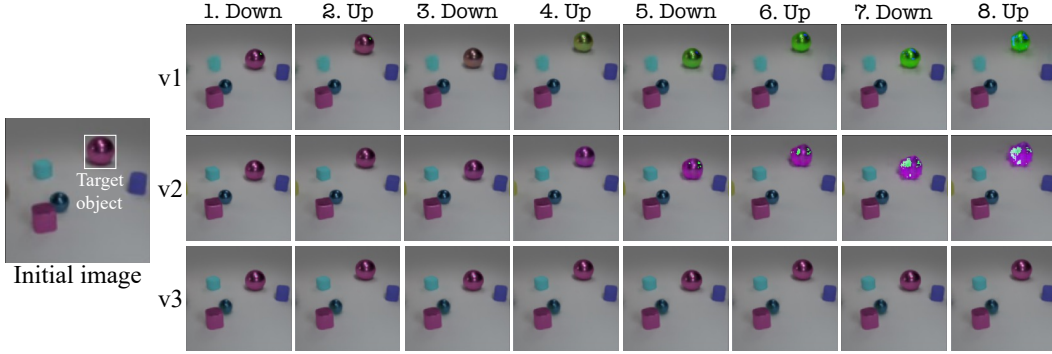 1. Down 2. Up 3. Down 4. Up 5. Down 6. Up 7. Down 8. Up
v1
Target
object
Initial image
v2
v3